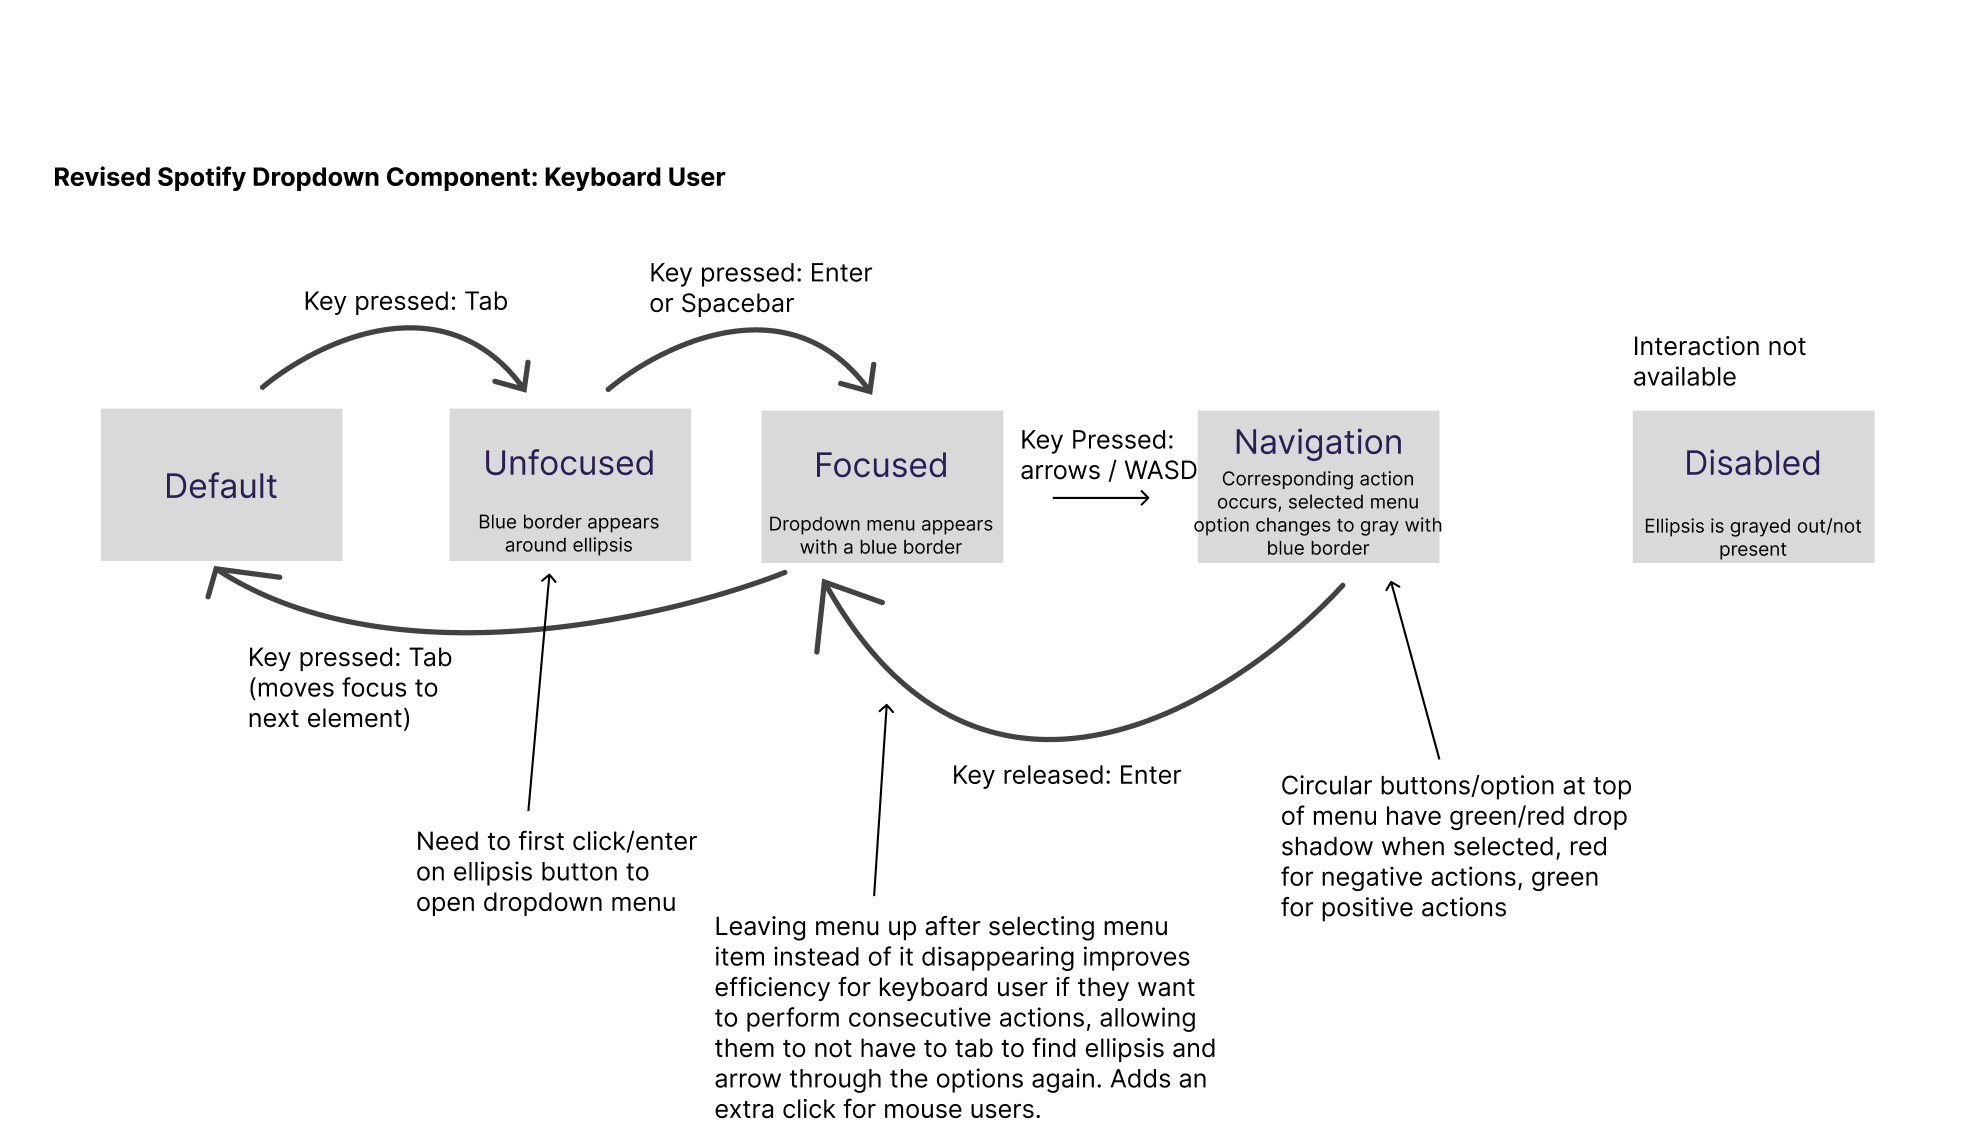 Revised Spotify Dropdown Component: Keyboard User
Key pressed: Tab
Key pressed: Enter
or Spacebar
Interaction not
available
Default
Unfocused
Blue border appears
around ellipsis
Focused
Dropdown menu appears
with a blue border
Key Pressed:
arrows / WASD
Navigation
Corresponding action
occurs, selected menu
option changes to gray with
blue border
Disabled
Ellipsis is grayed out/not
present
Key pressed: Tab
(moves focus to
next element)
Key released: Enter
Need to first click/enter
on ellipsis button to
open dropdown menu
Circular buttons/option at top
of menu have green/red drop
shadow when selected, red
for negative actions, green
for positive actions
Leaving menu up after selecting menu
item instead of it disappearing improves
efficiency for keyboard user if they want
to perform consecutive actions, allowing
them to not have to tab to find ellipsis and
arrow through the options again. Adds an
extra click for mouse users.